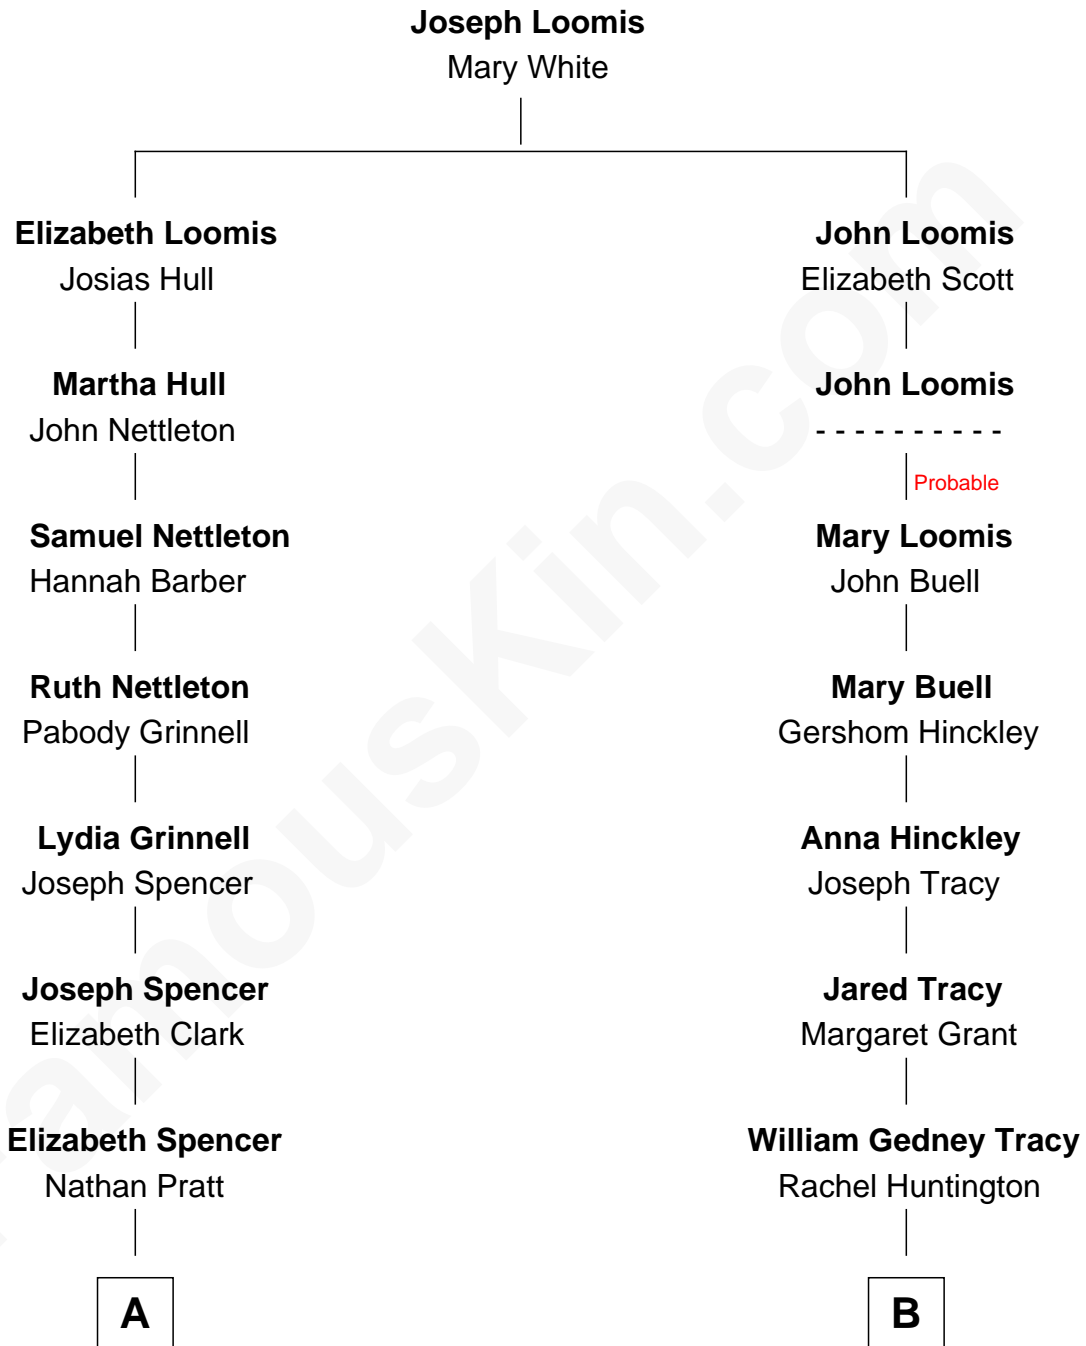 Joseph Loomis
Mary White
Elizabeth Loomis
Josias Hull
John Loomis
Elizabeth Scott
Martha Hull
John Nettleton
John Loomis
- - - - - - - - - -
Probable
Samuel Nettleton
Hannah Barber
Mary Loomis
John Buell
Ruth Nettleton
Pabody Grinnell
Mary Buell
Gershom Hinckley
Lydia Grinnell
Joseph Spencer
Anna Hinckley
Joseph Tracy
Joseph Spencer
Elizabeth Clark
Jared Tracy
Margaret Grant
Elizabeth Spencer
Nathan Pratt
William Gedney Tracy
Rachel Huntington
A
B
FamousKin.com